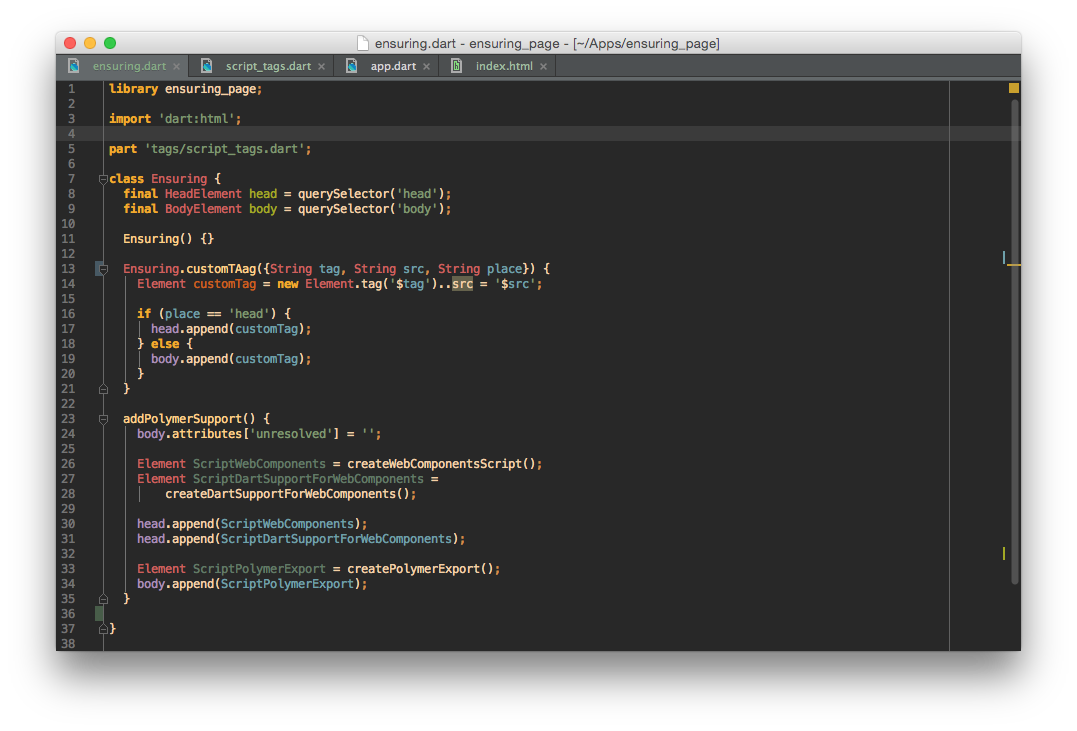 ensuring.dart - ensuring_page - [~/Apps/ensuring_page]
ensuring.dart × script_tags.dart × app.dart × index.html ×
1 library ensuring_page;
2
3 import 'dart:html';
4
5 part 'tags/script_tags.dart';
6
7 class Ensuring {
8 final HeadElement head = querySelector('head');
9 final BodyElement body = querySelector('body');
10
11 Ensuring() {}
12
13 Ensuring.customTAag({String tag, String src, String place}) {
14 Element customTag = new Element.tag('$tag')..src = '$src';
15
16 if (place == 'head') {
17 head.append(customTag);
18 } else {
19 body.append(customTag);
20 }
21 }
22
23 addPolymerSupport() {
24 body.attributes['unresolved'] = '';
25
26 Element ScriptWebComponents = createWebComponentsScript();
27 Element ScriptDartSupportForWebComponents =
28 createDartSupportForWebComponents();
29
30 head.append(ScriptWebComponents);
31 head.append(ScriptDartSupportForWebComponents);
32
33 Element ScriptPolymerExport = createPolymerExport();
34 body.append(ScriptPolymerExport);
35 }
36
37 }
38